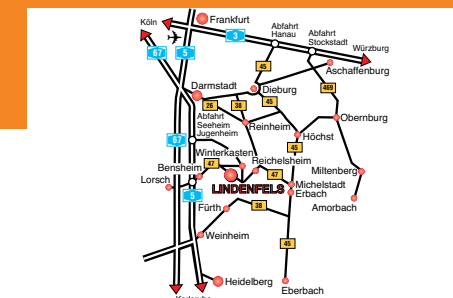 Köln
Frankfurt
Abfahrt
Hanau
Abfahrt
Stockstadt
3
5
67
Würzburg
45
Aschaffenburg
Darmstadt
Dieburg
469
26
38
45
Obernburg
Abfahrt
Seeheim
Jugenheim
Reinheim
Höchst
67
45
Winterkasten
Reichelsheim
Bensheim
47
47
Miltenberg
Lorsch
LINDENFELS
Michelstadt
Erbach
5
Fürth
38
Amorbach
Weinheim
45
Heidelberg
Eberbach
Karlsruhe